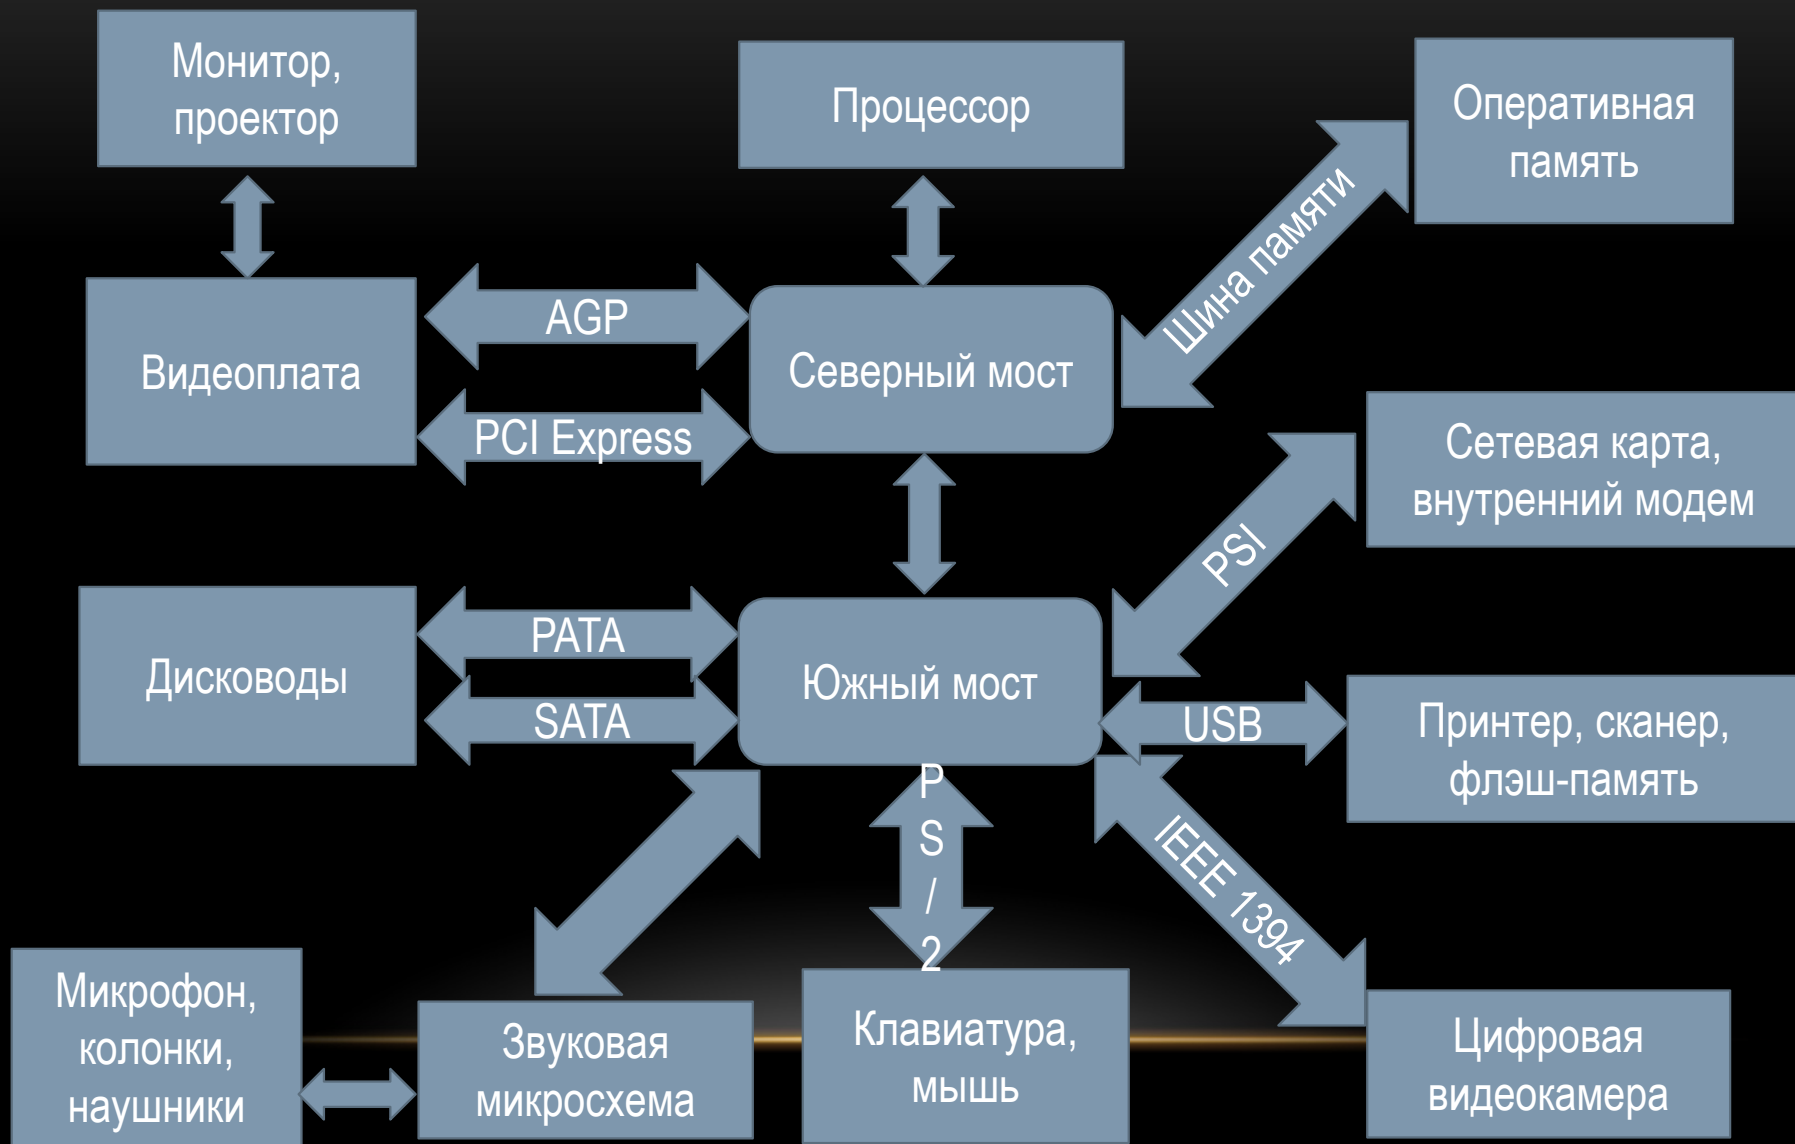 Монитор,
проектор
Процессор
Оперативная
память
Шина памяти
AGP
Видеоплата
Северный мост
PCI Express
Сетевая карта,
внутренний модем
PSI
PATA
Дисководы
Южный мост
SATA
USB
Принтер, сканер,
флэш-память
P
S
/
2
IEEE 1394
Микрофон,
колонки,
наушники
Звуковая
микросхема
Клавиатура,
мышь
Цифровая
видеокамера